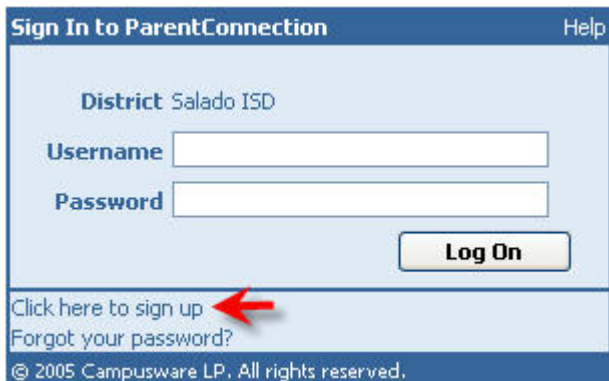 Sign In to ParentConnection Help
District Salado ISD
Username
Password
Log On
Click here to sign up
Forgot your password?
© 2005 Campusware LP. All rights reserved.